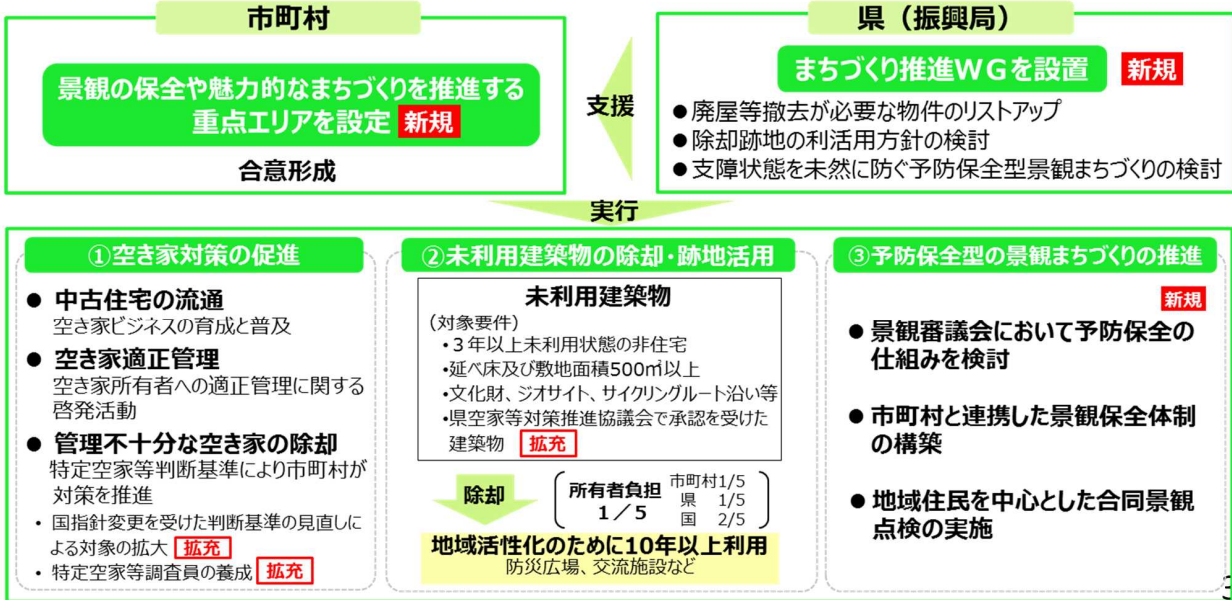 市町村
景観の保全や魅力的なまちづくりを推進する
重点エリアを設定 新規
合意形成
支援
県（振興局）
まちづくり推進WGを設置 新規
●廃屋等撤去が必要な物件のリストアップ
●除却跡地の利活用方針の検討
●支障状態を未然に防ぐ予防保全型景観まちづくりの検討
実行
①空き家対策の促進
● 中古住宅の流通
空き家ビジネスの育成と普及
● 空き家適正管理
空き家所有者への適正管理に関する
啓発活動
● 管理不十分な空き家の除却
特定空家等判断基準により市町村が
対策を推進
・ 国指針変更を受けた判断基準の見直しに
よる対象の拡大 拡充
・ 特定空家等調査員の養成 拡充
②未利用建築物の除却・跡地活用
未利用建築物
（対象要件）
・３年以上未利用状態の非住宅
・延べ床及び敷地面積500㎡以上
・文化財、ジオサイト、サイクリングルート沿い等
・県空家等対策推進協議会で承認を受けた
建築物 拡充
除却
所有者負担
１／５
市町村1/5
県 1/5
国 2/5
地域活性化のために10年以上利用
防災広場、交流施設など
③予防保全型の景観まちづくりの推進
新規
● 景観審議会において予防保全の
仕組みを検討
● 市町村と連携した景観保全体制
の構築
● 地域住民を中心とした合同景観
点検の実施